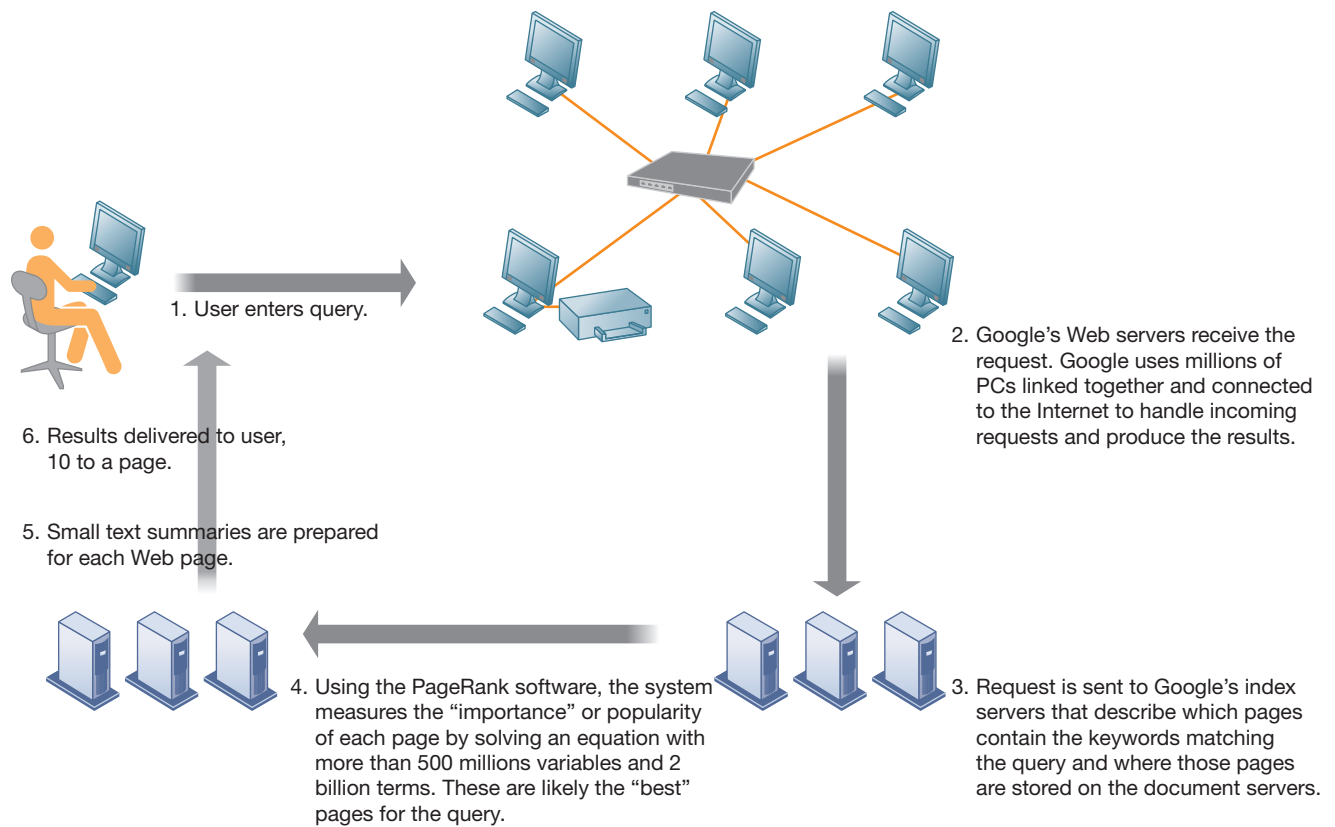 1. User enters query.
2. Google’s Web servers receive the
request. Google uses millions of
PCs linked together and connected
to the Internet to handle incoming
requests and produce the results.
3. Request is sent to Google’s index
servers that describe which pages
contain the keywords matching
the query and where those pages
are stored on the document servers.
4. Using the PageRank software, the system
measures the “importance” or popularity
of each page by solving an equation with
more than 500 millions variables and 2
billion terms. These are likely the “best”
pages for the query.
5. Small text summaries are prepared
for each Web page.
6. Results delivered to user,
10 to a page.